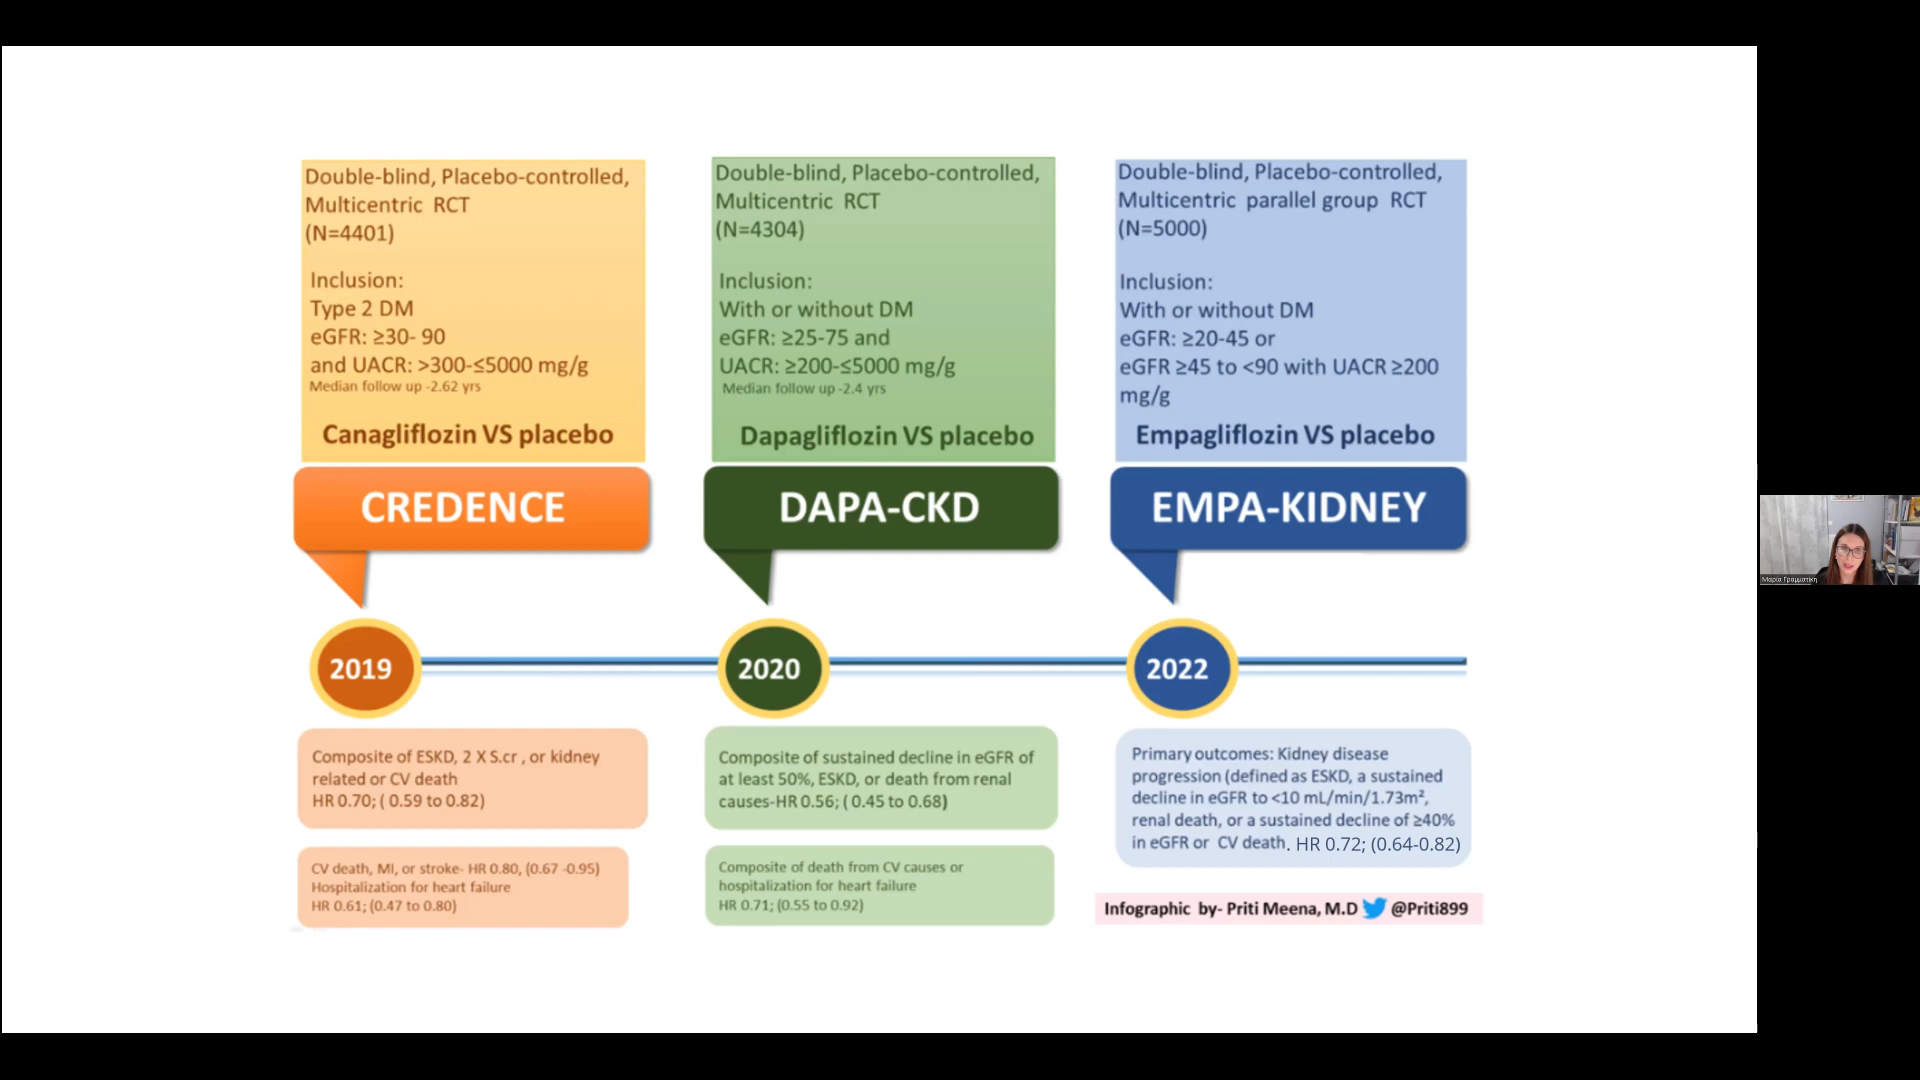 Double-blind, Placebo-controlled,
Multicentric RCT
(N=4401)
Inclusion:
Type 2 DM
eGFR: ≥30- 90
and UACR: >300-≤5000 mg/g
Median follow up -2.62 yrs
Canagliflozin VS placebo
CREDENCE
2019
Composite of ESKD, 2 X S.cr , or kidney
related or CV death
HR 0.70; ( 0.59 to 0.82)
CV death, MI, or stroke- HR 0.80, (0.67 -0.95)
Hospitalization for heart failure
HR 0.61; (0.47 to 0.80)
Double-blind, Placebo-controlled,
Multicentric RCT
(N=4304)
Inclusion:
With or without DM
eGFR: ≥25-75 and
UACR: ≥200-≤5000 mg/g
Median follow up -2.4 yrs
Dapagliflozin VS placebo
DAPA-CKD
2020
Composite of sustained decline in eGFR of
at least 50%, ESKD, or death from renal
causes-HR 0.56; ( 0.45 to 0.68)
Composite of death from CV causes or
hospitalization for heart failure
HR 0.71; (0.55 to 0.92)
Double-blind, Placebo-controlled,
Multicentric parallel group RCT
(N=5000)
Inclusion:
With or without DM
eGFR: ≥20-45 or
eGFR ≥45 to <90 with UACR ≥200
mg/g
Empagliflozin VS placebo
EMPA-KIDNEY
2022
Primary outcomes: Kidney disease
progression (defined as ESKD, a sustained
decline in eGFR to <10 mL/min/1.73m²,
renal death, or a sustained decline of ≥40%
in eGFR or CV death. HR 0.72; (0.64-0.82)
Infographic by- Priti Meena, M.D @Priti899
Μαρία Γραμματίκη